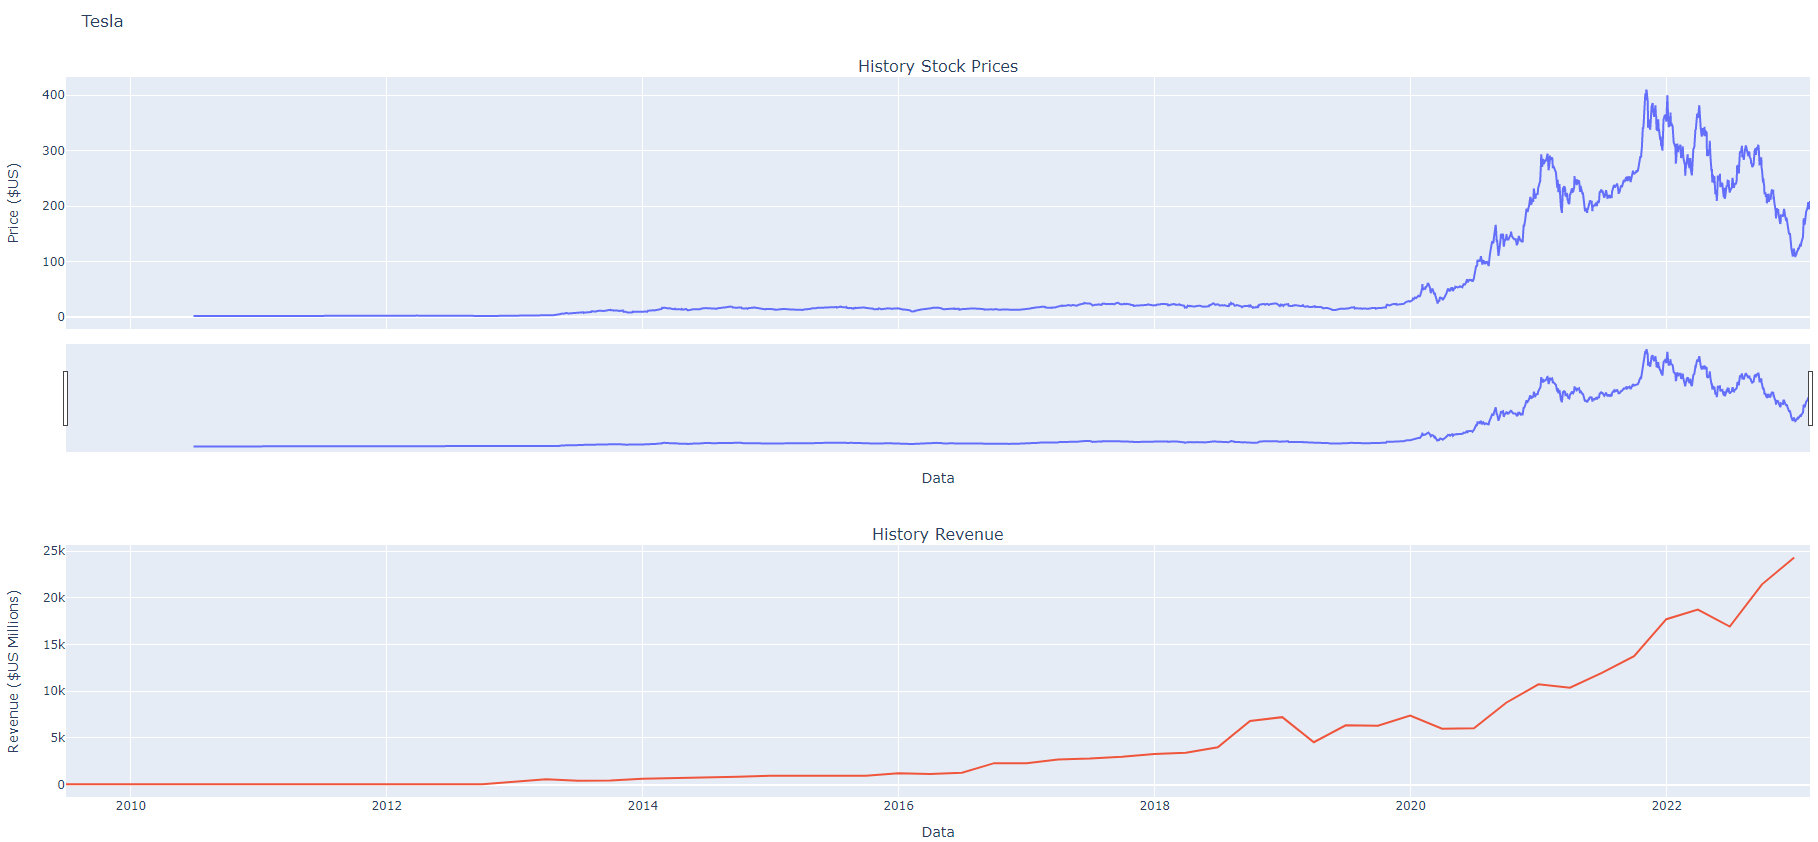 Tesla
History Stock Prices
400
300
200
100
0
Price ($US)
Data
History Revenue
25k
20k
15k
10k
5k
0
Revenue ($US Millions)
2010 2012 2014 2016 2018 2020 2022
Data